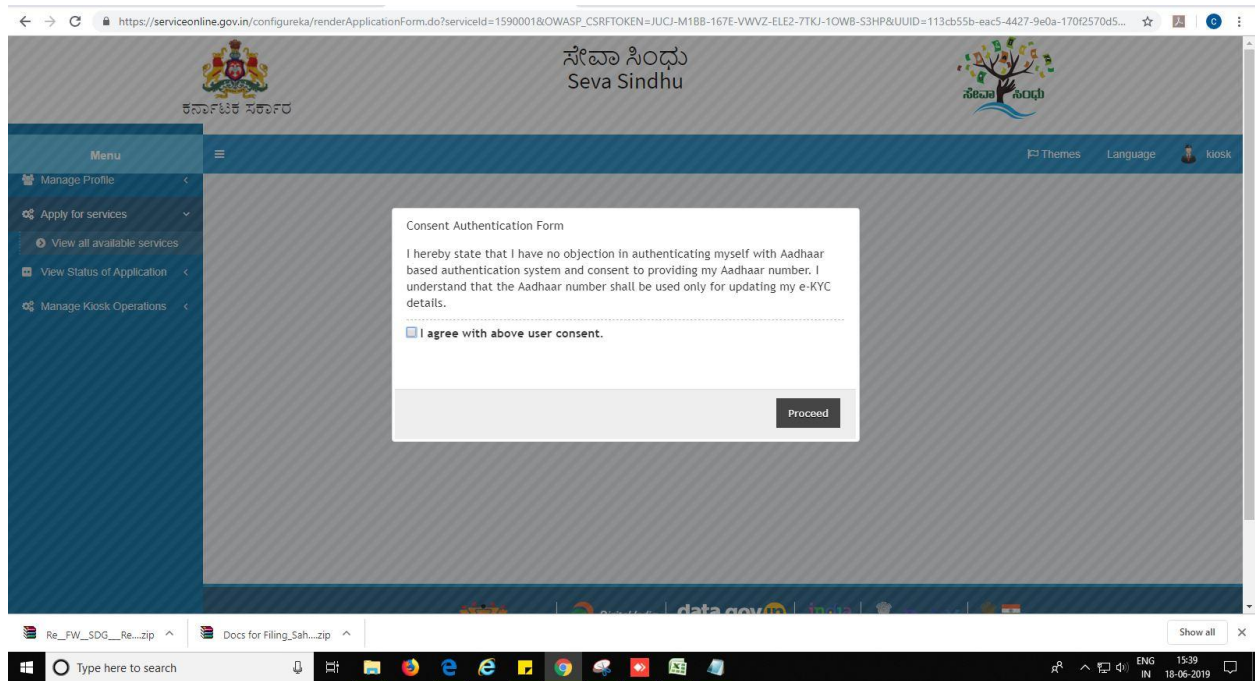 https://serviceonline.gov.in/configureka/renderApplicationForm.do?serviceId=1590001&OWASP_CSRFTOKEN=JUCJ-M1BB-167E-VWVZ-ELE2-7TKJ-1OWB-S3HP&UUID=113cb55b-eac5-4427-9e0a-170f2570d5...
C
ಕರ್ನಾಟಕ ಸರ್ಕಾರ
ಸೇವಾ ಸಿಂಧು
Seva Sindhu
ಸೇವಾ ಸಿಂಧು
Menu
Themes Language kiosk
Manage Profile
Apply for services
View all available services
View Status of Application
Manage Kiosk Operations
Consent Authentication Form
I hereby state that I have no objection in authenticating myself with Aadhaar
based authentication system and consent to providing my Aadhaar number. I
understand that the Aadhaar number shall be used only for updating my e-KYC
details.
I agree with above user consent.
Proceed
data.gov
Re_FW_SDG__Re....zip Docs for Filing_Sah....zip Show all
Type here to search
ENG 15:39
IN 18-06-2019